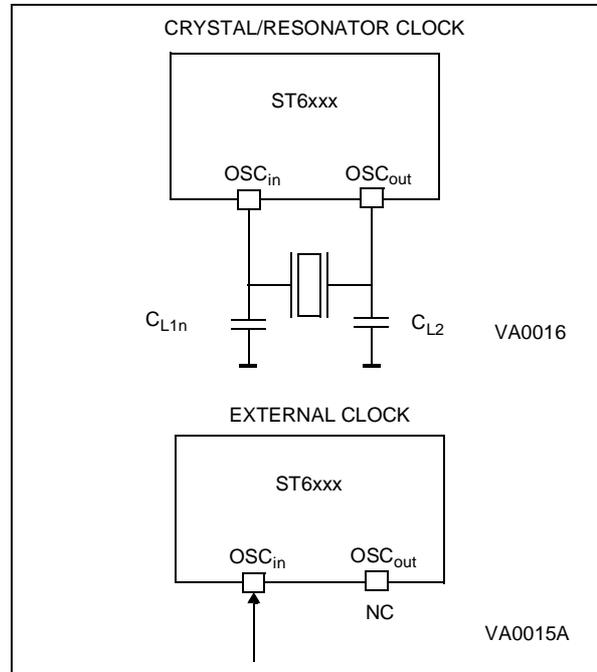 CRYSTAL/RESONATOR CLOCK
ST6xxx
OSCin OSCout
CL1n CL2
VA0016
EXTERNAL CLOCK
ST6xxx
OSCin OSCout
NC
VA0015A